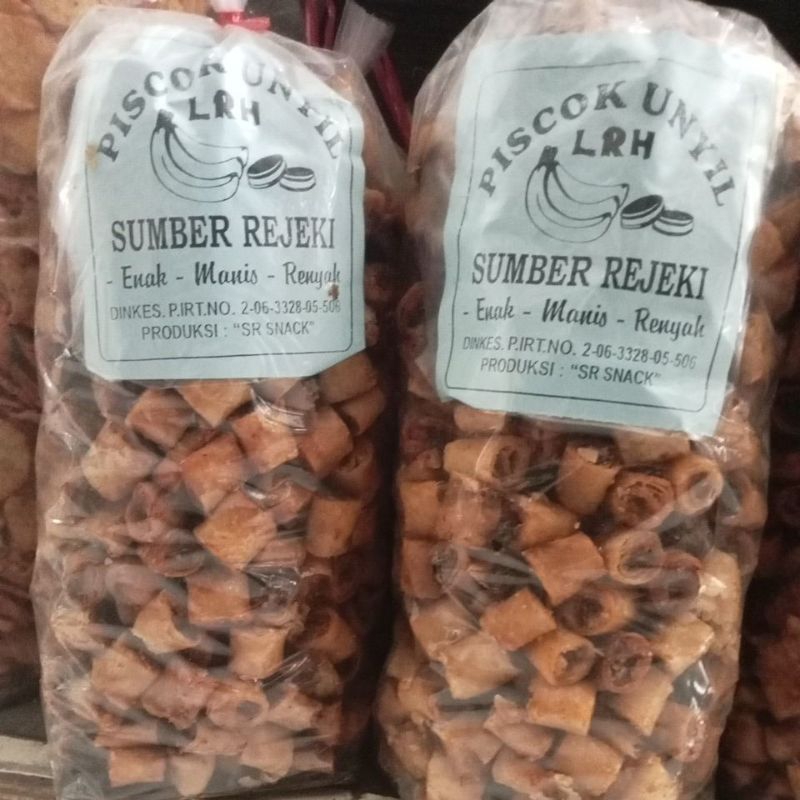 PISCOK UNYIL
LRH
SUMBER REJEKI
- Enak - Manis - Renyah
DINKES. P.IRT.NO. 2-06-3328-05-506
PRODUKSI : "SR SNACK"
PISCOK UNYIL
LRH
SUMBER REJEKI
- Enak - Manis - Renyah
DINKES. P.IRT.NO. 2-06-3328-05-506
PRODUKSI : "SR SNACK"